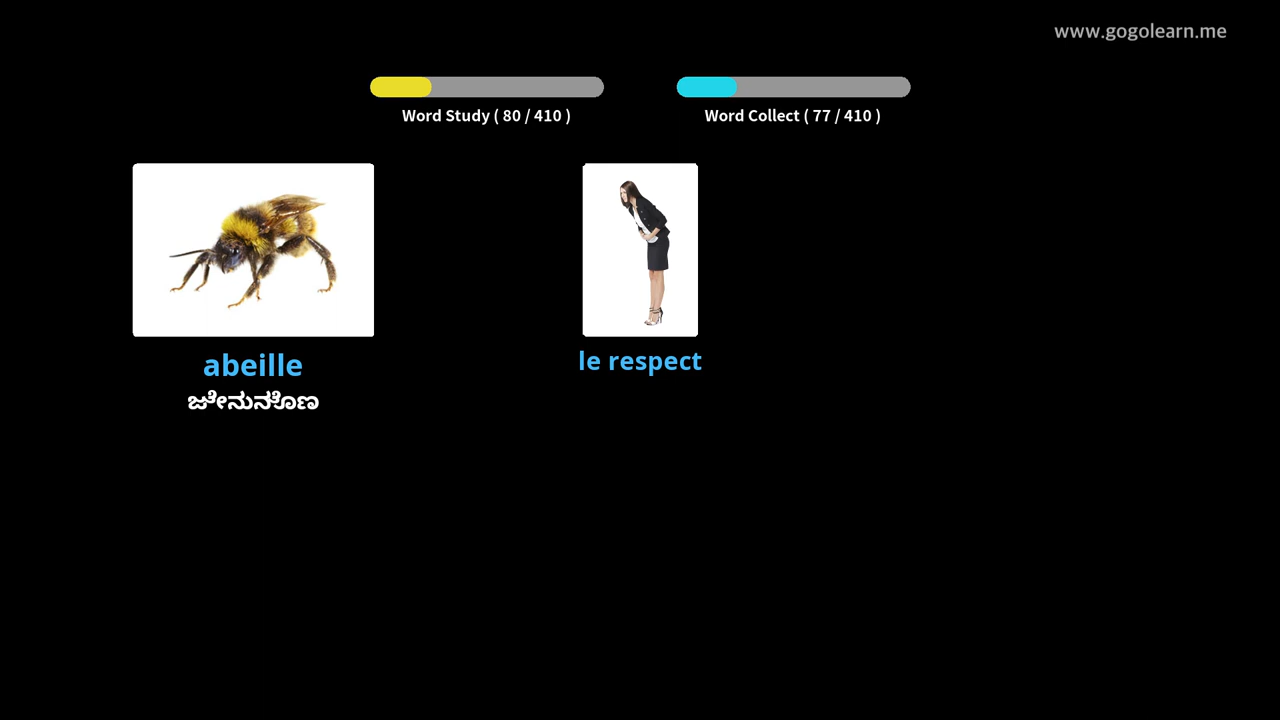 www.gogolearn.me
Word Study ( 80 / 410 )
Word Collect ( 77 / 410 )
abeille
ಜೇನುನೊಣ
le respect